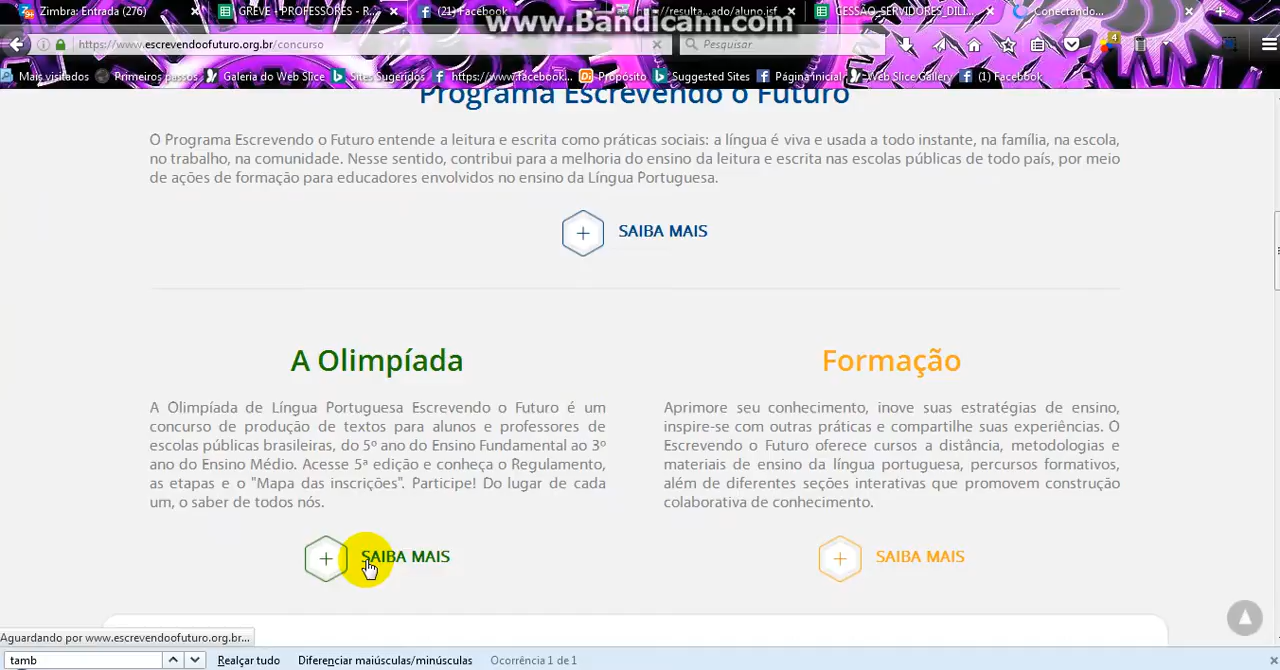 www.Bandicam.com
Zimbra: Entrada (276)
GREVE - PROFESSORES - R...
(21) Facebook
//resulta...ado/aluno.jsf
CESSÃO_SERVIDORES_DILI...
Conectando...
https://www.escrevendoofuturo.org.br/concurso
Pesquisar
4
Mais visitados
Primeiros passos
Galeria do Web Slice
Sites Sugeridos
https://www.facebook...
Propósito
Suggested Sites
Página inicial
Web Slice Gallery
(1) Facebook
Programa Escrevendo o Futuro
O Programa Escrevendo o Futuro entende a leitura e escrita como práticas sociais: a língua é viva e usada a todo instante, na família, na escola,
no trabalho, na comunidade. Nesse sentido, contribui para a melhoria do ensino da leitura e escrita nas escolas públicas de todo país, por meio
de ações de formação para educadores envolvidos no ensino da Língua Portuguesa.
SAIBA MAIS
A Olimpíada
A Olimpíada de Língua Portuguesa Escrevendo o Futuro é um
concurso de produção de textos para alunos e professores de
escolas públicas brasileiras, do 5º ano do Ensino Fundamental ao 3º
ano do Ensino Médio. Acesse 5ª edição e conheça o Regulamento,
as etapas e o "Mapa das inscrições". Participe! Do lugar de cada
um, o saber de todos nós.
SAIBA MAIS
Formação
Aprimore seu conhecimento, inove suas estratégias de ensino,
inspire-se com outras práticas e compartilhe suas experiências. O
Escrevendo o Futuro oferece cursos a distância, metodologias e
materiais de ensino da língua portuguesa, percursos formativos,
além de diferentes seções interativas que promovem construção
colaborativa de conhecimento.
SAIBA MAIS
Aguardando por www.escrevendoofuturo.org.br...
tamb
Realçar tudo
Diferenciar maiúsculas/minúsculas
Ocorrência 1 de 1